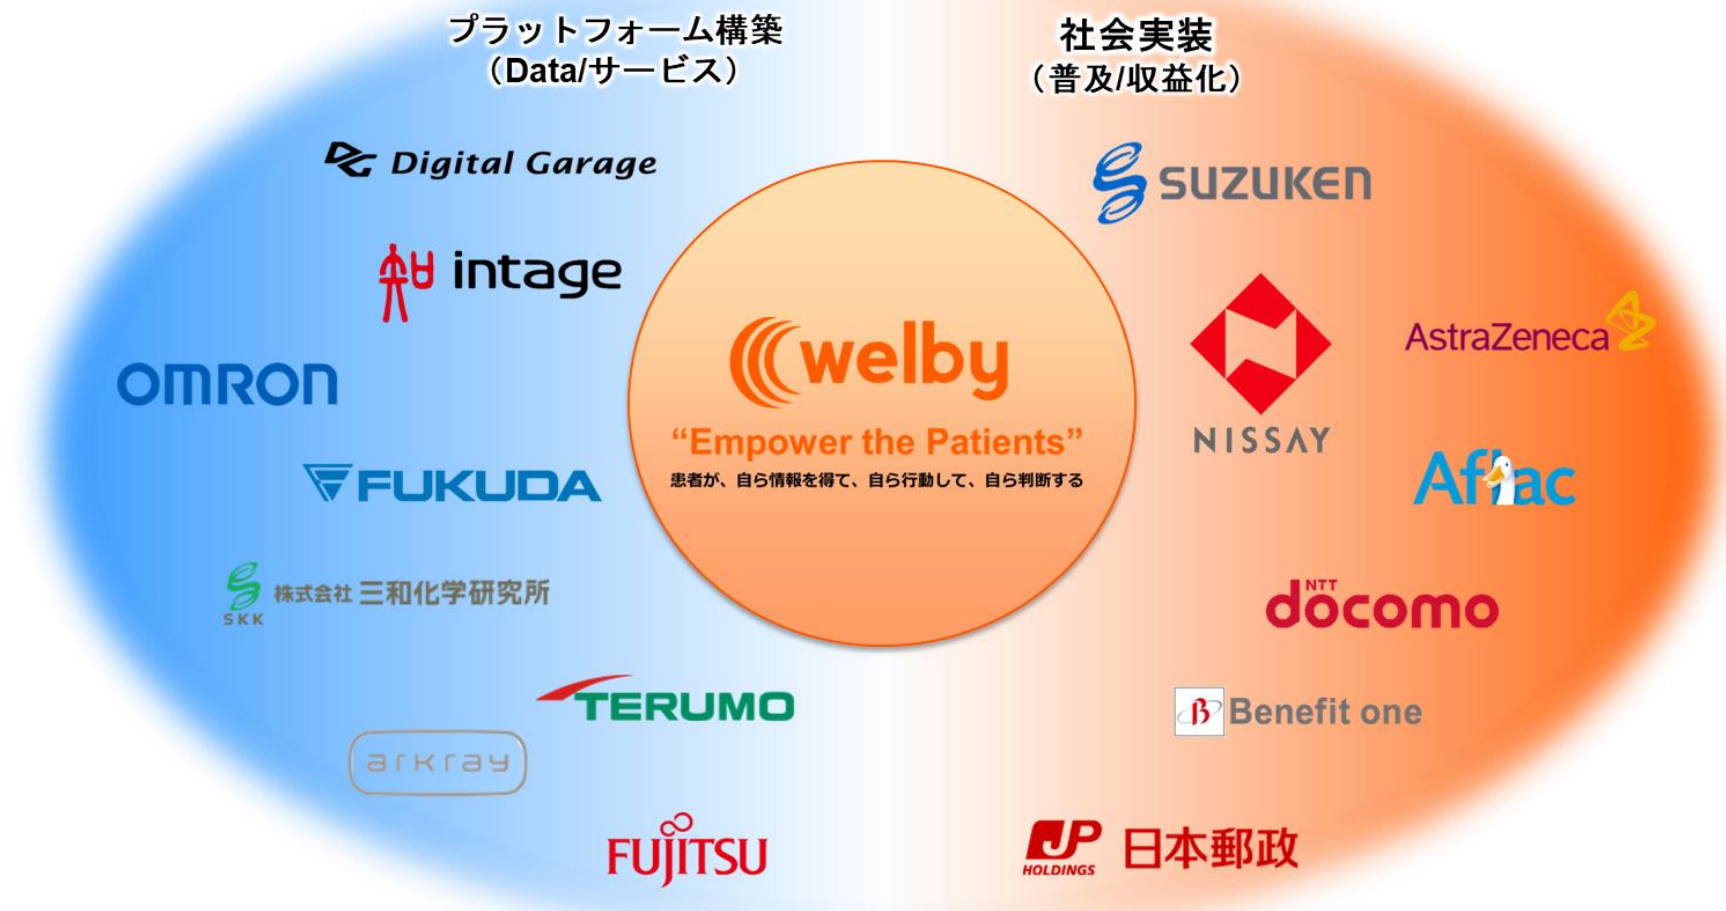 プラットフォーム構築
（Data/サービス）
社会実装
（普及/収益化）
Digital Garage
intage
OMRON
FUKUDA
SKK
株式会社 三和化学研究所
TERUMO
arkray
FUJITSU
welby
“Empower the Patients”
患者が、自ら情報を得て、自ら行動して、自ら判断する
SUZUKEN
NISSAY
AstraZeneca
Aflac
NTT
docomo
Benefit one
JP
HOLDINGS
日本郵政